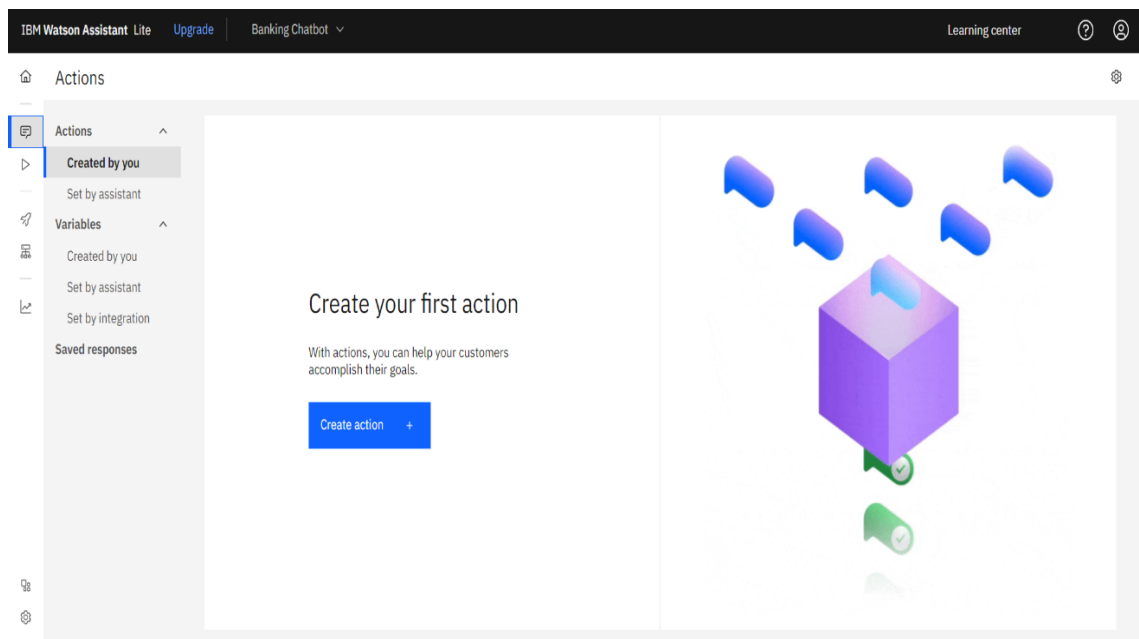 IBM Watson Assistant Lite Upgrade Banking Chatbot Learning center
Actions
Actions
Created by you
Set by assistant
Variables
Created by you
Set by assistant
Set by integration
Saved responses
Create your first action
With actions, you can help your customers
accomplish their goals.
Create action +